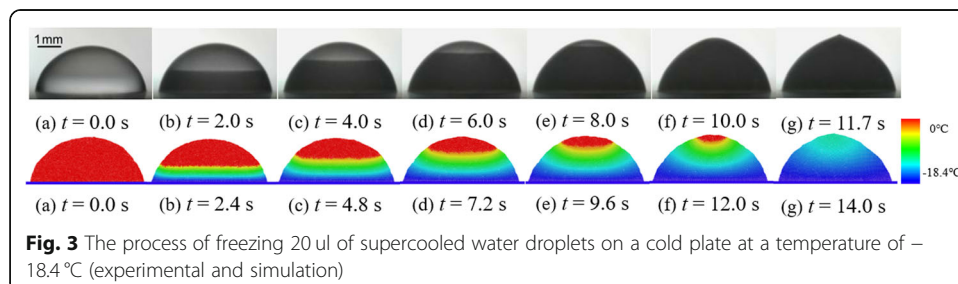 1mm
(a) t = 0.0 s (b) t = 2.0 s (c) t = 4.0 s (d) t = 6.0 s (e) t = 8.0 s (f) t = 10.0 s (g) t = 11.7 s
0℃
-18.4℃
(a) t = 0.0 s (b) t = 2.4 s (c) t = 4.8 s (d) t = 7.2 s (e) t = 9.6 s (f) t = 12.0 s (g) t = 14.0 s
Fig. 3 The process of freezing 20 ul of supercooled water droplets on a cold plate at a temperature of −
18.4 °C (experimental and simulation)